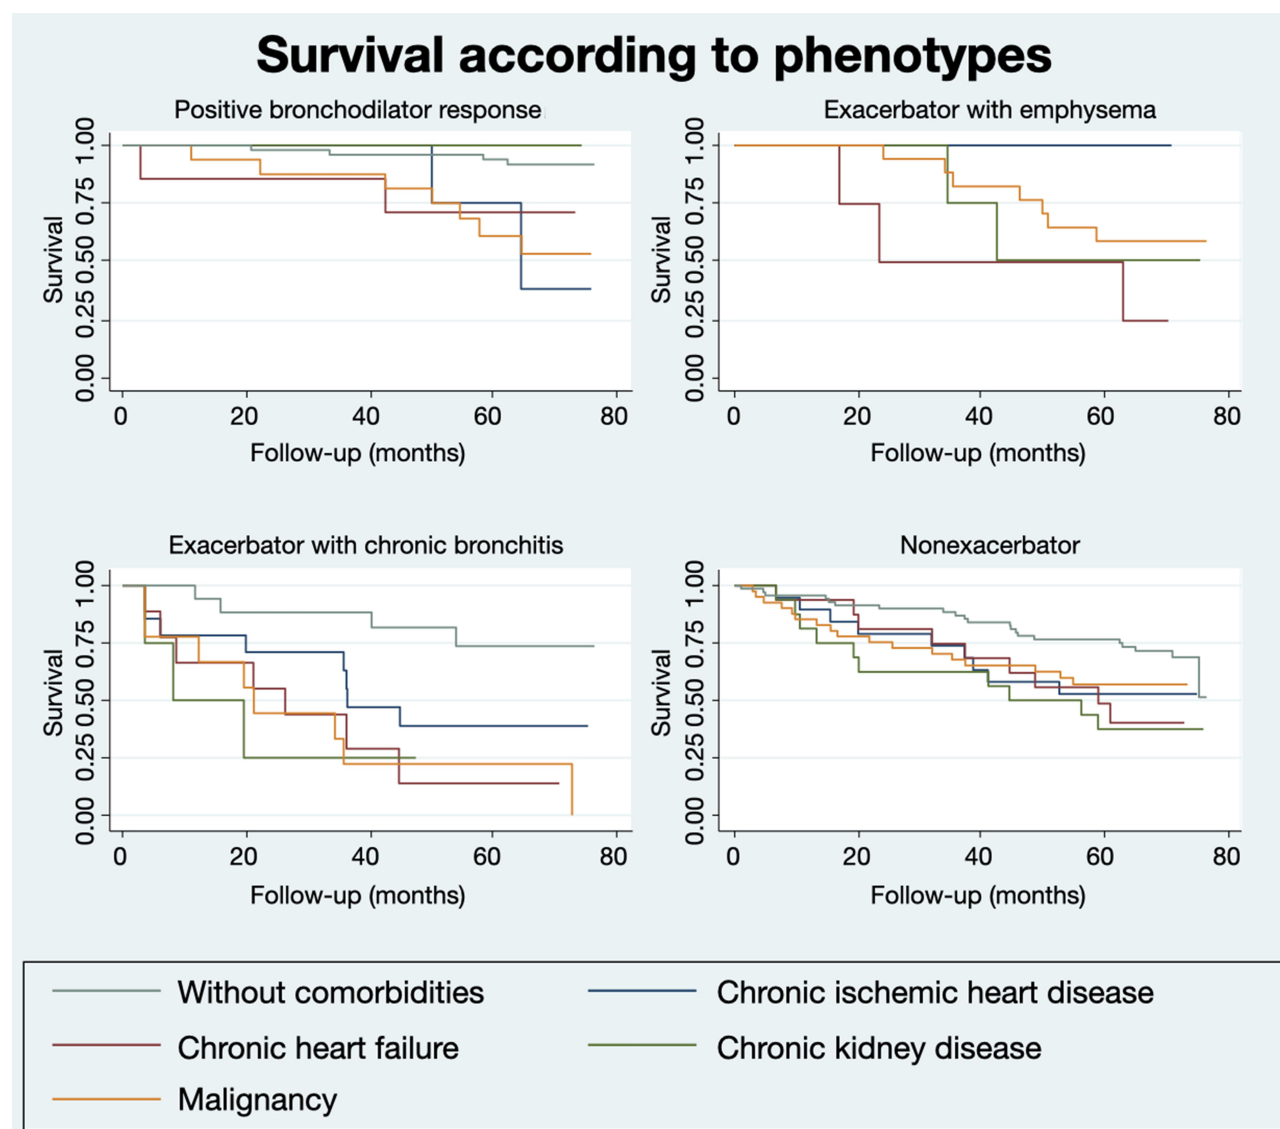 Survival according to phenotypes
Positive bronchodilator response
Survival
0.00 0.25 0.50 0.75 1.00
0 20 40 60 80
Follow-up (months)
Exacerbator with emphysema
Survival
0.00 0.25 0.50 0.75 1.00
0 20 40 60 80
Follow-up (months)
Exacerbator with chronic bronchitis
Survival
0.00 0.25 0.50 0.75 1.00
0 20 40 60 80
Follow-up (months)
Nonexacerbator
Survival
0.00 0.25 0.50 0.75 1.00
0 20 40 60 80
Follow-up (months)
Without comorbidities
Chronic ischemic heart disease
Chronic heart failure
Chronic kidney disease
Malignancy